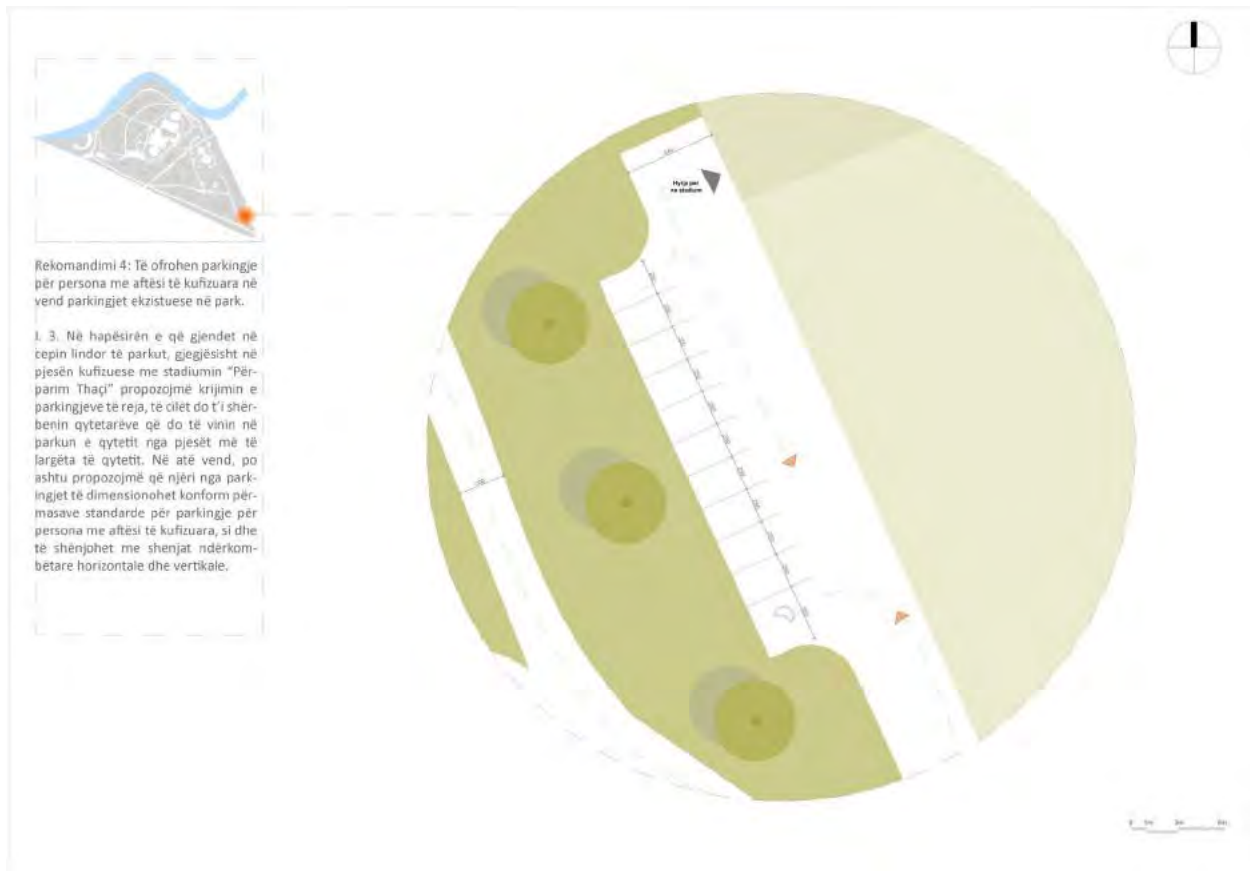 Rekomandimi 4: Të ofrohen parkingje
për persona me aftësi të kufizuara në
vend parkingjet ekzistuese në park.
I. 3. Në hapësirën e që gjendet në
cepin lindor të parkut, gjegjësisht në
pjesën kufizuese me stadiumin “Për-
parim Thaçi” propozojmë krijimin e
parkingjeve të reja, të cilët do t’i shër-
benin qytetarëve që do të vinin në
parkun e qytetit nga pjesët më të
largëta të qytetit. Në atë vend, po
ashtu propozojmë që njëri nga park-
ingjet të dimensionohet konform për-
masave standarde për parkingje për
persona me aftësi të kufizuara, si dhe
të shënjohet me shenjat ndërkom-
bëtare horizontale dhe vertikale.
Hyrja për
ne stadium